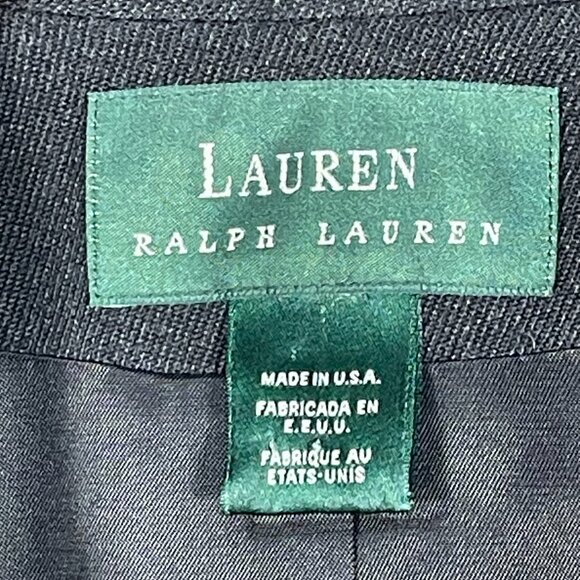 LAUREN
RALPH LAUREN
MADE IN U.S.A.
FABRICADA EN
E.E.U.U.
FABRIQUE AU
ETATS-UNIS